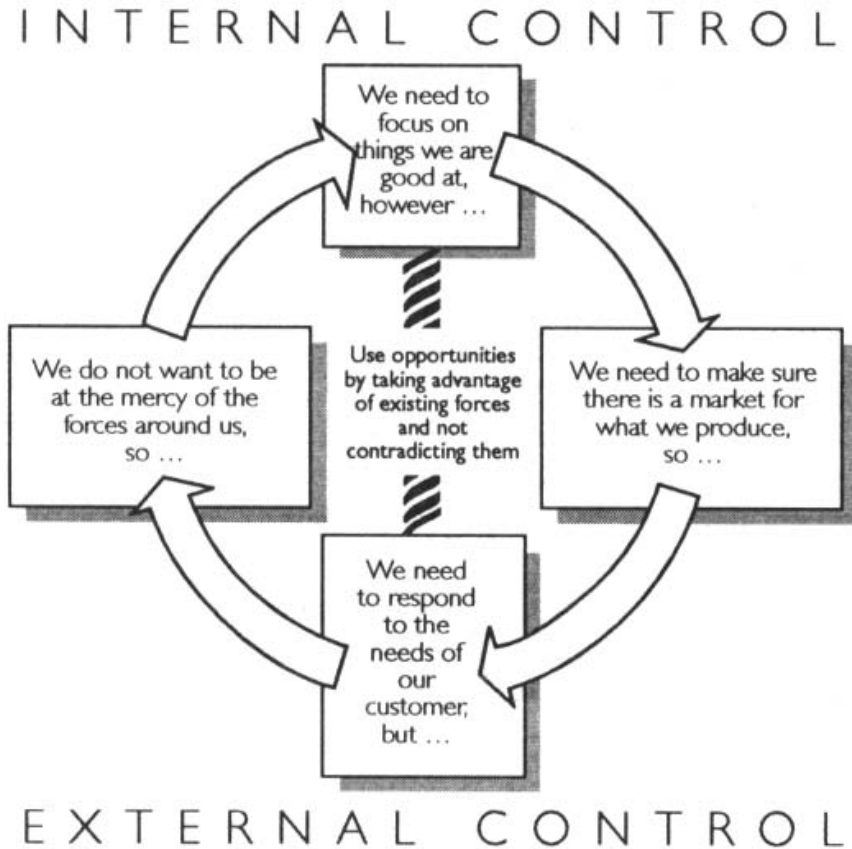 INTERNAL CONTROL
We need to
focus on
things we are
good at,
however ...
We do not want to be
at the mercy of the
forces around us,
so ...
Use opportunities
by taking advantage
of existing forces
and not
contradicting them
We need to make sure
there is a market for
what we produce,
so ...
We need
to respond
to the
needs of
our
customer,
but ...
EXTERNAL CONTROL